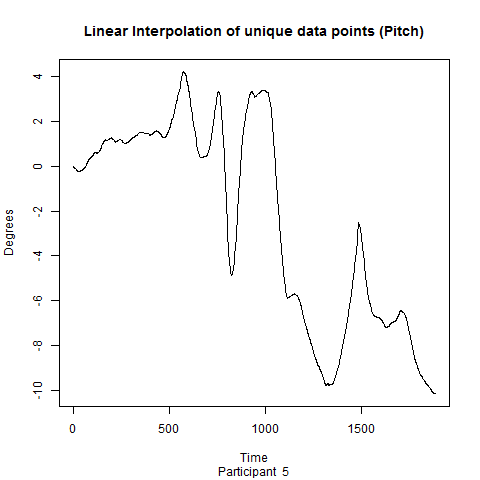 Linear Interpolation of unique data points (Pitch)
Degrees
4
2
0
-2
-4
-6
-8
-10
0 500 1000 1500
Time
Participant 5